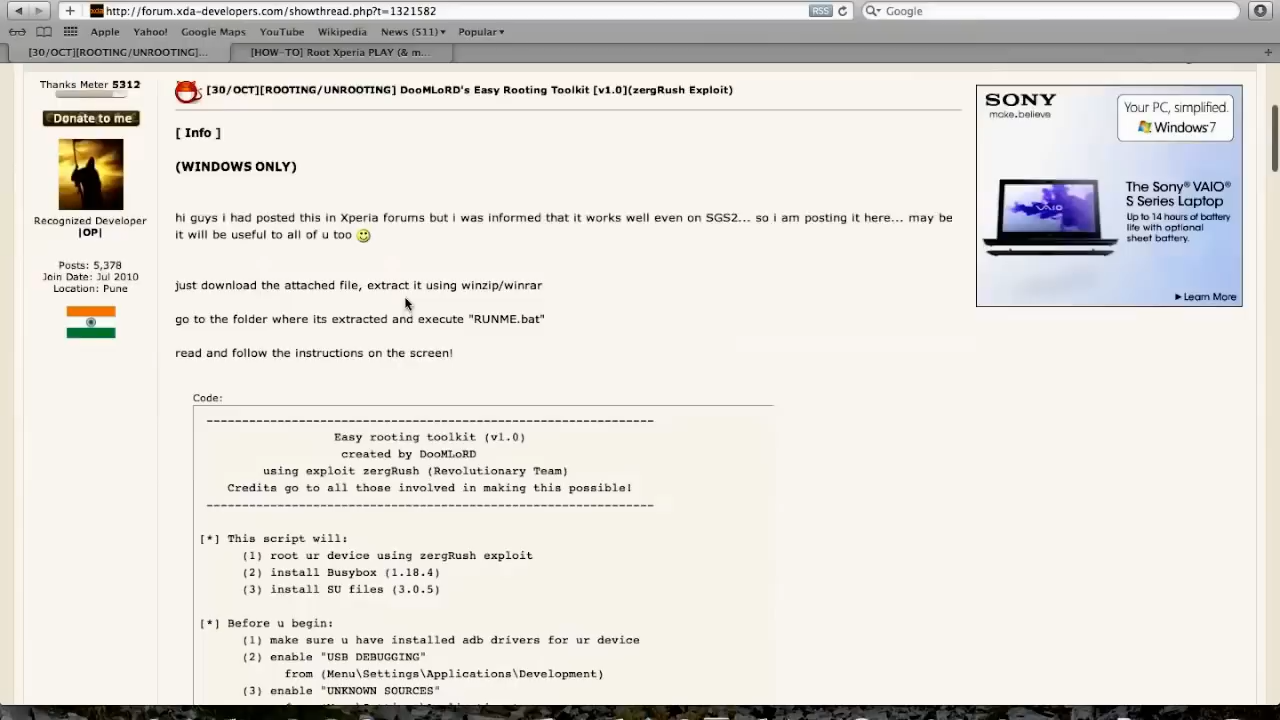 http://forum.xda-developers.com/showthread.php?t=1321582
RSS
Google
Apple Yahoo! Google Maps YouTube Wikipedia News (511) Popular
[30/OCT][ROOTING/UNROOTING]...
[HOW-TO] Root Xperia PLAY (& m...
Thanks Meter 5312
Donate to me
Recognized Developer
|OP|
Posts: 5,378
Join Date: Jul 2010
Location: Pune
[30/OCT][ROOTING/UNROOTING] DooMLoRD's Easy Rooting Toolkit [v1.0](zergRush Exploit)
[ Info ]
(WINDOWS ONLY)
hi guys i had posted this in Xperia forums but i was informed that it works well even on SGS2... so i am posting it here... may be
it will be useful to all of u too
just download the attached file, extract it using winzip/winrar
go to the folder where its extracted and execute "RUNME.bat"
read and follow the instructions on the screen!
Code:
---------------------------------------------------------------
Easy rooting toolkit (v1.0)
created by DooMLoRD
using exploit zergRush (Revolutionary Team)
Credits go to all those involved in making this possible!
---------------------------------------------------------------
[*] This script will:
(1) root ur device using zergRush exploit
(2) install Busybox (1.18.4)
(3) install SU files (3.0.5)
[*] Before u begin:
(1) make sure u have installed adb drivers for ur device
(2) enable "USB DEBUGGING"
from (Menu\Settings\Applications\Development)
(3) enable "UNKNOWN SOURCES"
SONY
make.believe
Your PC, simplified.
Windows 7
VAIO
The Sony® VAIO®
S Series Laptop
Up to 14 hours of battery
life with optional
sheet battery.
Learn More